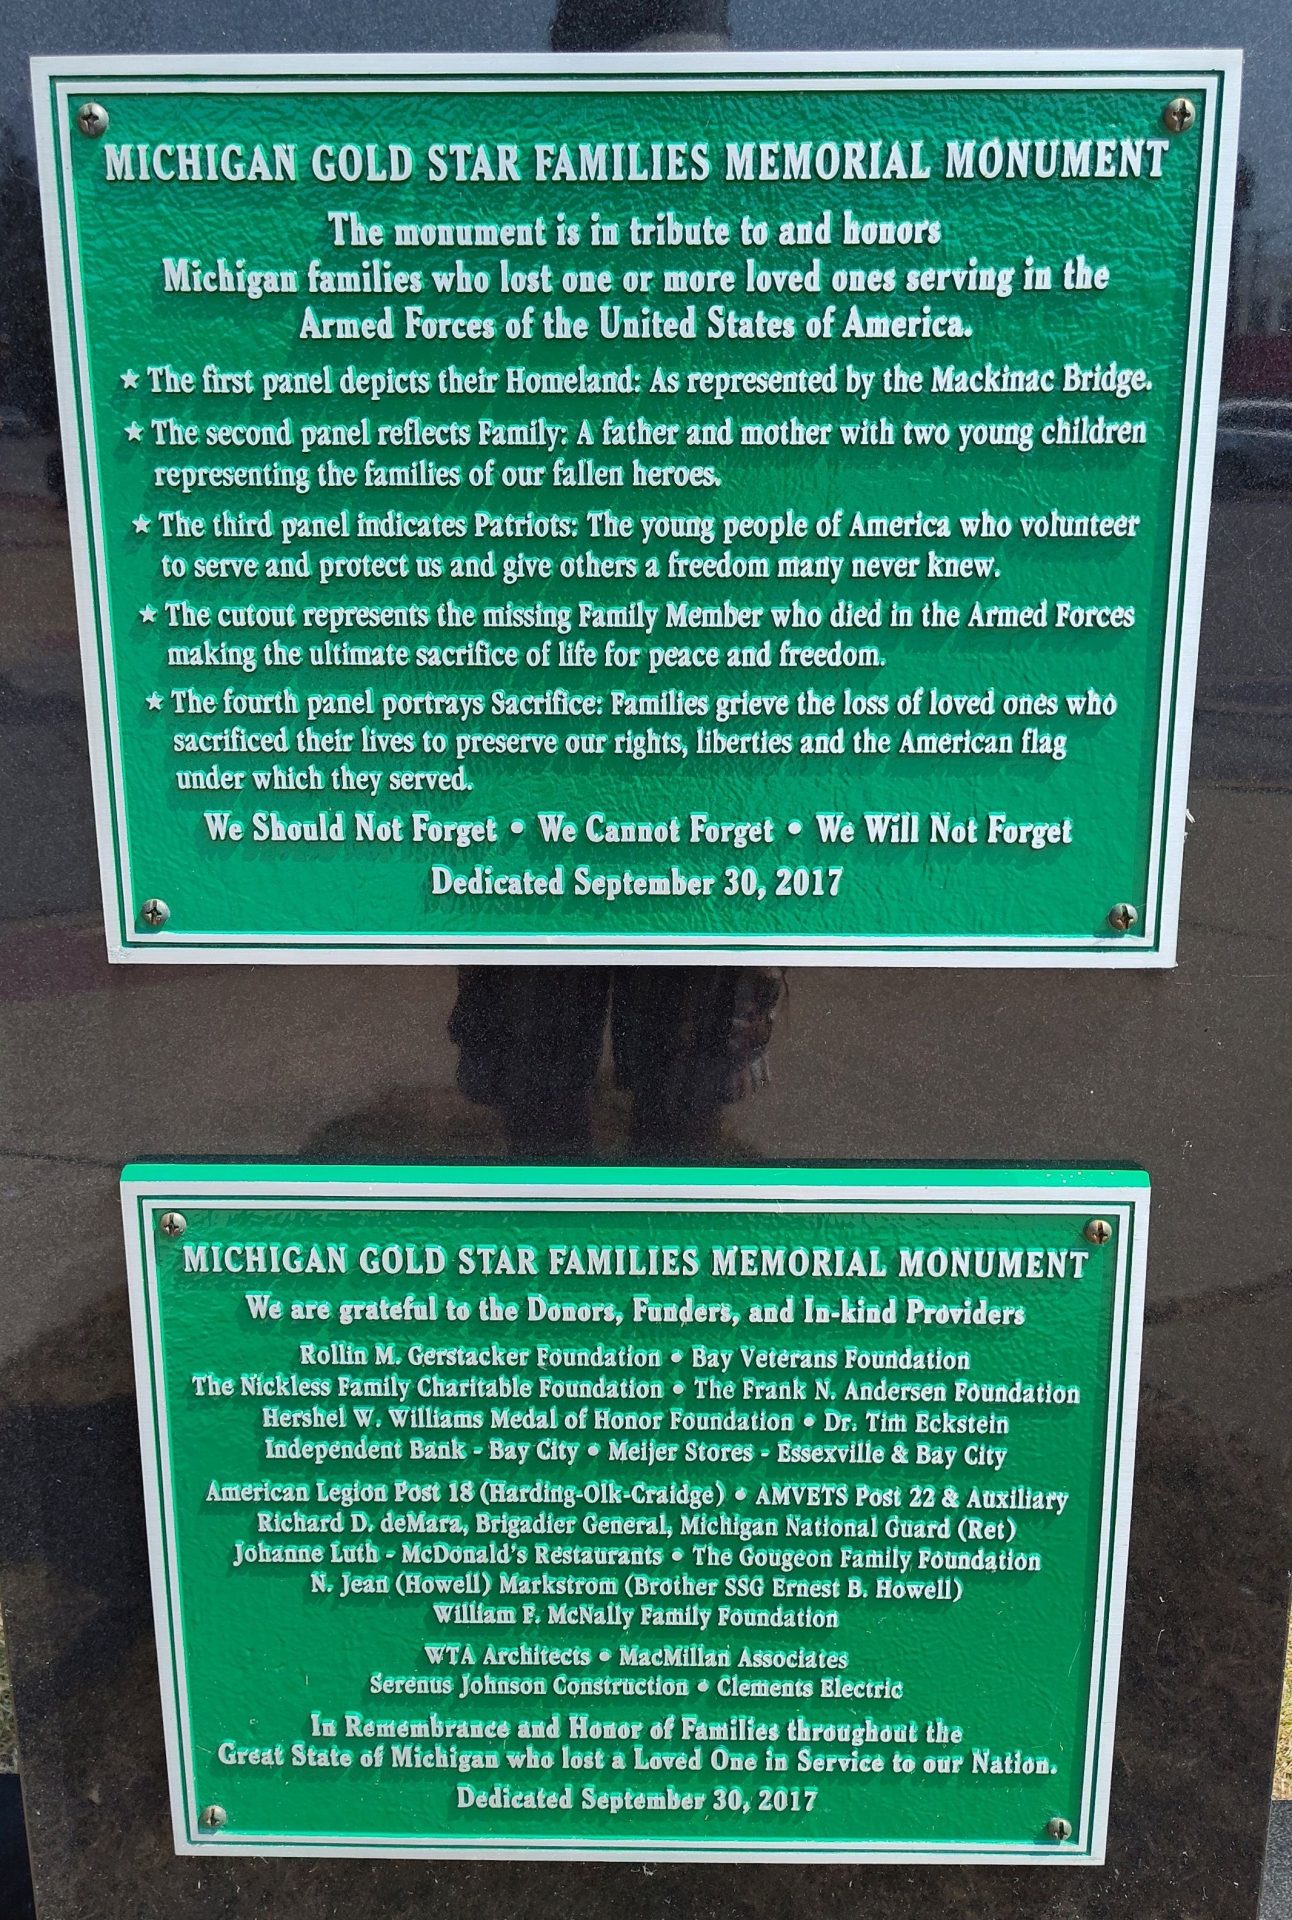 MICHIGAN GOLD STAR FAMILIES MEMORIAL MONUMENT
The monument is in tribute to and honors
Michigan families who lost one or more loved ones serving in the
Armed Forces of the United States of America.
★ The first panel depicts their Homeland: As represented by the Mackinac Bridge.
★ The second panel reflects Family: A father and mother with two young children
representing the families of our fallen heroes.
★ The third panel indicates Patriots: The young people of America who volunteer
to serve and protect us and give others a freedom many never knew.
★ The cutout represents the missing Family Member who died in the Armed Forces
making the ultimate sacrifice of life for peace and freedom.
★ The fourth panel portrays Sacrifice: Families grieve the loss of loved ones who
sacrificed their lives to preserve our rights, liberties and the American flag
under which they served.
We Should Not Forget • We Cannot Forget • We Will Not Forget
Dedicated September 30, 2017
MICHIGAN GOLD STAR FAMILIES MEMORIAL MONUMENT
We are grateful to the Donors, Funders, and In-kind Providers
Rollin M. Gerstacker Foundation • Bay Veterans Foundation
The Nickless Family Charitable Foundation • The Frank N. Andersen Foundation
Hershel W. Williams Medal of Honor Foundation • Dr. Tim Eckstein
Independent Bank - Bay City • Meijer Stores - Essexville & Bay City
American Legion Post 18 (Harding-Olk-Craidge) • AMVETS Post 22 & Auxiliary
Richard D. deMara, Brigadier General, Michigan National Guard (Ret)
Johanne Luth - McDonald's Restaurants • The Gougeon Family Foundation
N. Jean (Howell) Markstrom (Brother SSG Ernest B. Howell)
William F. McNally Family Foundation
WTA Architects • MacMillan Associates
Serenus Johnson Construction • Clements Electric
In Remembrance and Honor of Families throughout the
Great State of Michigan who lost a Loved One in Service to our Nation.
Dedicated September 30, 2017